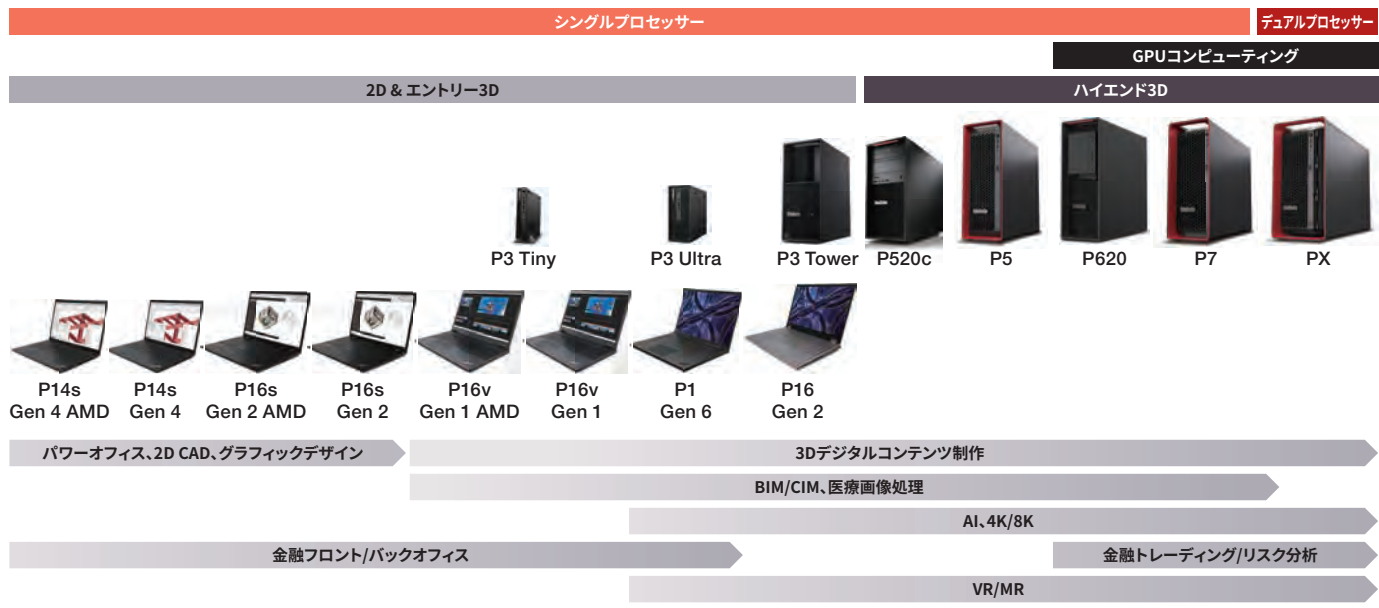 シングルプロセッサー
デュアルプロセッサー
GPUコンピューティング
2D & エントリー3D
ハイエンド3D
P3 Tiny
P3 Ultra
P3 Tower
P520c
P5
P620
P7
PX
P14s
Gen 4 AMD
P14s
Gen 4
P16s
Gen 2 AMD
P16s
Gen 2
P16v
Gen 1 AMD
P16v
Gen 1
P1
Gen 6
P16
Gen 2
パワーオフィス、2D CAD、グラフィックデザイン
3Dデジタルコンテンツ制作
BIM/CIM、医療画像処理
AI、4K/8K
金融フロント/バックオフィス
金融トレーディング/リスク分析
VR/MR